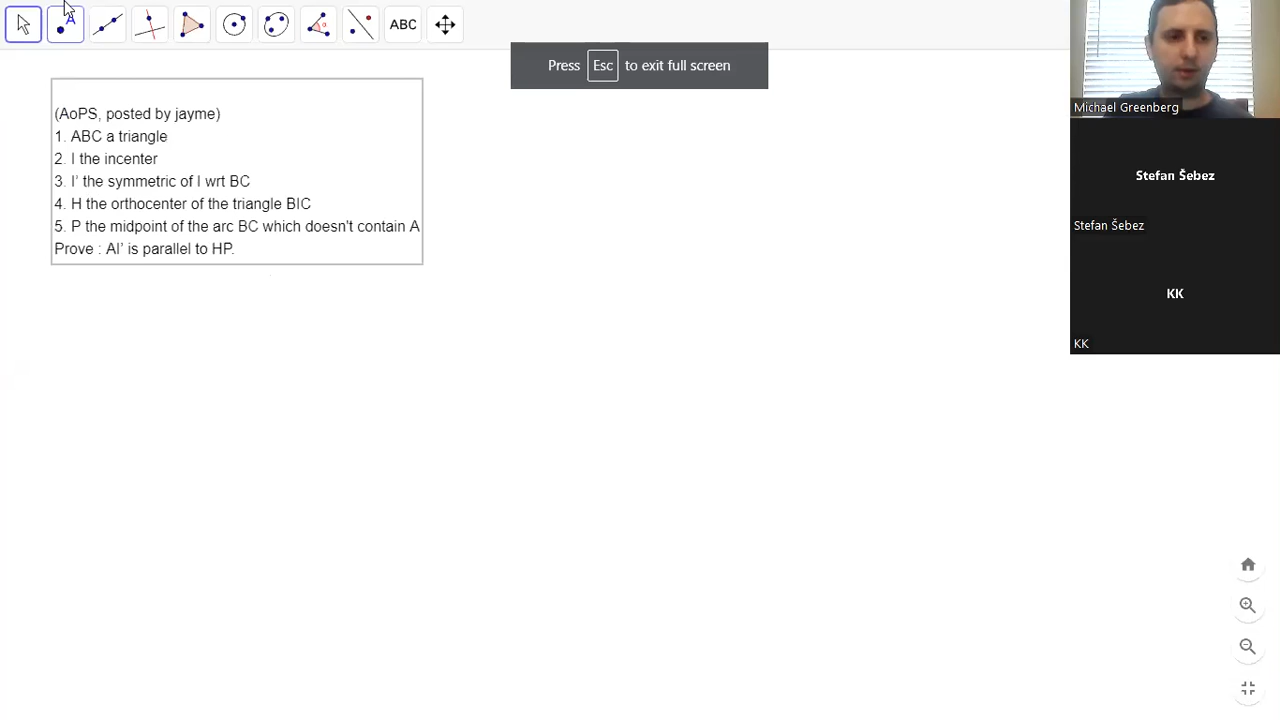 A
ABC
Press Esc to exit full screen
(AoPS, posted by jayme)
1. ABC a triangle
2. I the incenter
3. I’ the symmetric of I wrt BC
4. H the orthocenter of the triangle BIC
5. P the midpoint of the arc BC which doesn't contain A
Prove : AI’ is parallel to HP.
Michael Greenberg
Stefan Šebez
Stefan Šebez
KK
KK